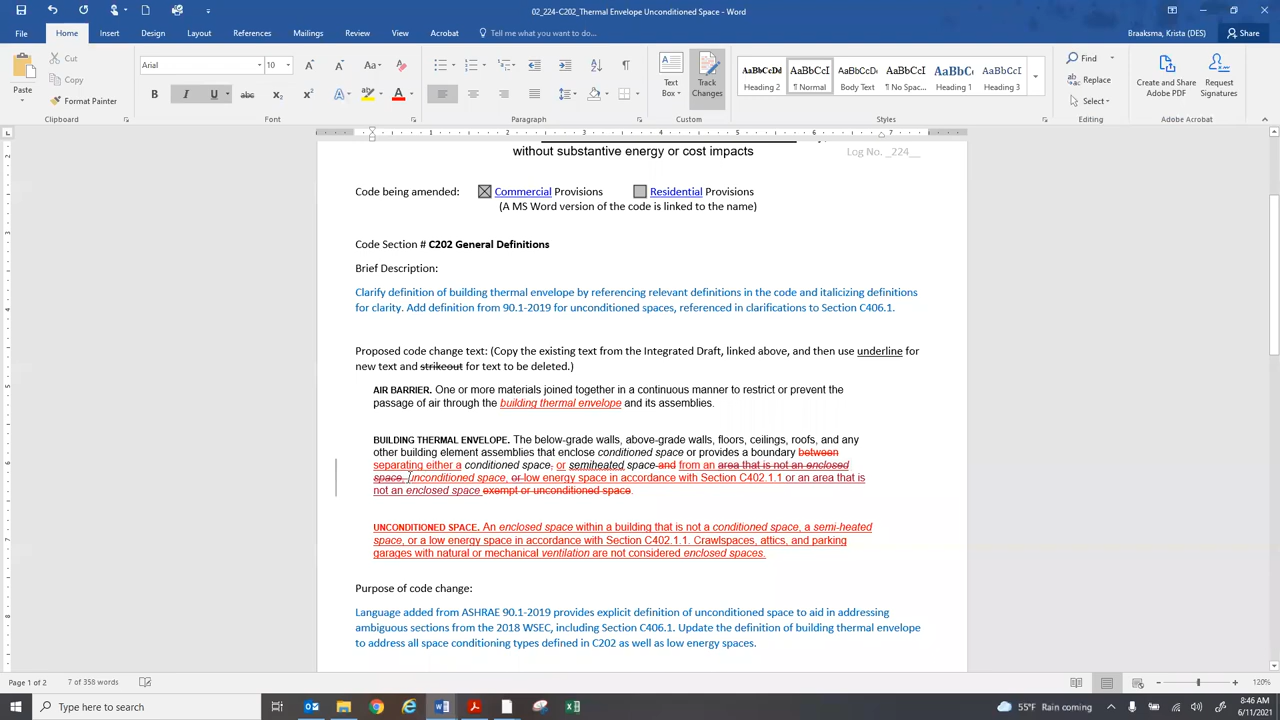 02_224-C202_Thermal Envelope Unconditioned Space - Word
Braaksma, Krista (DES)
File Home Insert Design Layout References Mailings Review View Acrobat Tell me what you want to do... Share
Cut
Copy
Paste
Format Painter
Clipboard
Arial 10
Aa
B I U abc x2 x2 A A
Font
Paragraph
Text Box
Track Changes
Custom
AaBbCcDd AaBbCcI AaBbCcDd AaBbCcI AaBbC AaBbCcI
Heading 2 ¶ Normal Body Text ¶ No Spac... Heading 1 Heading 3
Styles
Find
Replace
Select
Editing
Create and Share Adobe PDF
Request Signatures
Adobe Acrobat
1 2 3 4 5 6 7
without substantive energy or cost impacts Log No. _224__
Code being amended: Commercial Provisions Residential Provisions
(A MS Word version of the code is linked to the name)
Code Section # C202 General Definitions
Brief Description:
Clarify definition of building thermal envelope by referencing relevant definitions in the code and italicizing definitions
for clarity. Add definition from 90.1-2019 for unconditioned spaces, referenced in clarifications to Section C406.1.
Proposed code change text: (Copy the existing text from the Integrated Draft, linked above, and then use underline for
new text and strikeout for text to be deleted.)
AIR BARRIER. One or more materials joined together in a continuous manner to restrict or prevent the
passage of air through the building thermal envelope and its assemblies.
BUILDING THERMAL ENVELOPE. The below-grade walls, above-grade walls, floors, ceilings, roofs, and any
other building element assemblies that enclose conditioned space or provides a boundary between
separating either a conditioned space, or semiheated space and from an area that is not an enclosed
space, unconditioned space, or low energy space in accordance with Section C402.1.1 or an area that is
not an enclosed space exempt or unconditioned space.
UNCONDITIONED SPACE. An enclosed space within a building that is not a conditioned space, a semi-heated
space, or a low energy space in accordance with Section C402.1.1. Crawlspaces, attics, and parking
garages with natural or mechanical ventilation are not considered enclosed spaces.
Purpose of code change:
Language added from ASHRAE 90.1-2019 provides explicit definition of unconditioned space to aid in addressing
ambiguous sections from the 2018 WSEC, including Section C406.1. Update the definition of building thermal envelope
to address all space conditioning types defined in C202 as well as low energy spaces.
Page 1 of 2 7 of 358 words 120%
Type here to search
55°F Rain coming
8:46 AM
6/11/2021